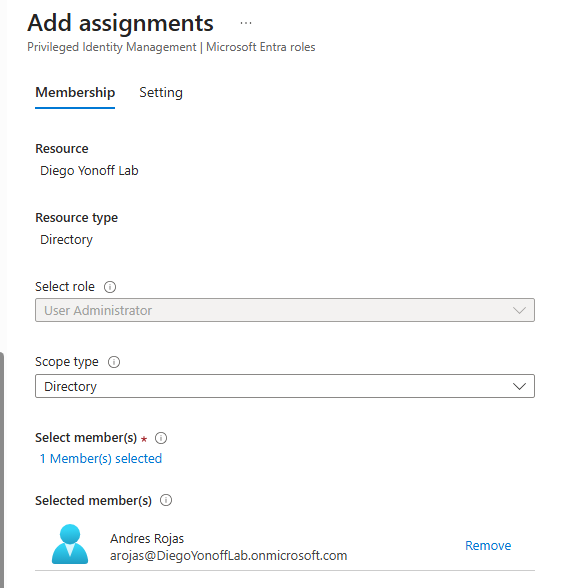 Add assignments ...
Privileged Identity Management | Microsoft Entra roles
Membership Setting
Resource
Diego Yonoff Lab
Resource type
Directory
Select role
User Administrator
Scope type
Directory
Select member(s) *
1 Member(s) selected
Selected member(s)
Andres Rojas
arojas@DiegoYonoffLab.onmicrosoft.com
Remove